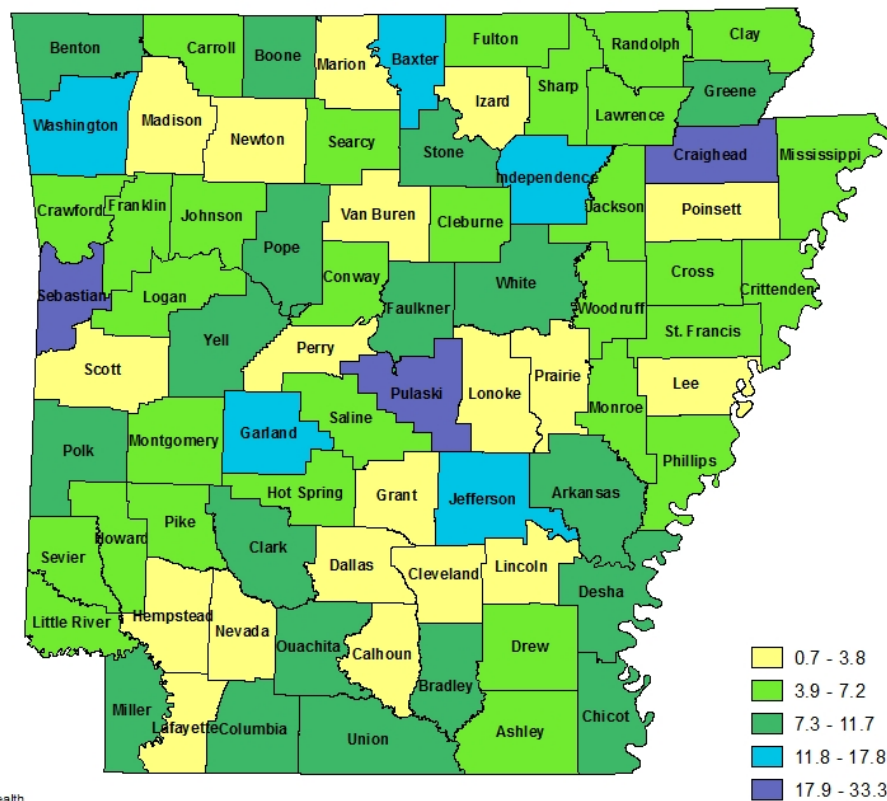 Benton
Carroll
Boone
Marion
Baxter
Fulton
Randolph
Clay
Washington
Madison
Newton
Searcy
Stone
Izard
Sharp
Lawrence
Greene
Independence
Craighead
Mississippi
Crawford
Franklin
Johnson
Pope
Van Buren
Cleburne
Jackson
Poinsett
Sebastian
Logan
Conway
Faulkner
White
Woodruff
Cross
Crittenden
Scott
Yell
Perry
Pulaski
Lonoke
Prairie
St. Francis
Monroe
Lee
Polk
Montgomery
Garland
Saline
Hot Spring
Grant
Jefferson
Arkansas
Phillips
Sevier
Howard
Pike
Clark
Dallas
Cleveland
Lincoln
Desha
Little River
Hempstead
Nevada
Ouachita
Calhoun
Bradley
Drew
Miller
Lafayette
Columbia
Union
Ashley
Chicot
0.7 - 3.8
3.9 - 7.2
7.3 - 11.7
11.8 - 17.8
17.9 - 33.3